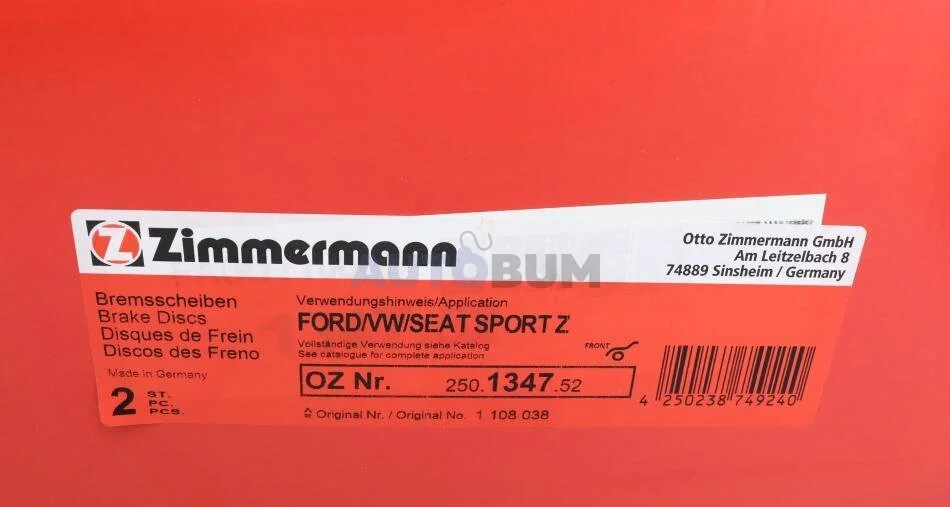 Z Zimmermann
Otto Zimmermann GmbH
Am Leitzelbach 8
74889 Sinsheim / Germany
AUTOBUM
Bremsscheiben
Brake Discs
Disques de Frein
Discos des Freno
Made in Germany
2 ST.
PC.
PCS.
Verwendungshinweis/Application
FORD/VW/SEAT SPORT Z
Vollständige Verwendung siehe Katalog
See catalogue for complete application
FRONT
OZ Nr. 250.1347.52
≙ Original Nr. / Original No. 1 108 038
4 250238 749240